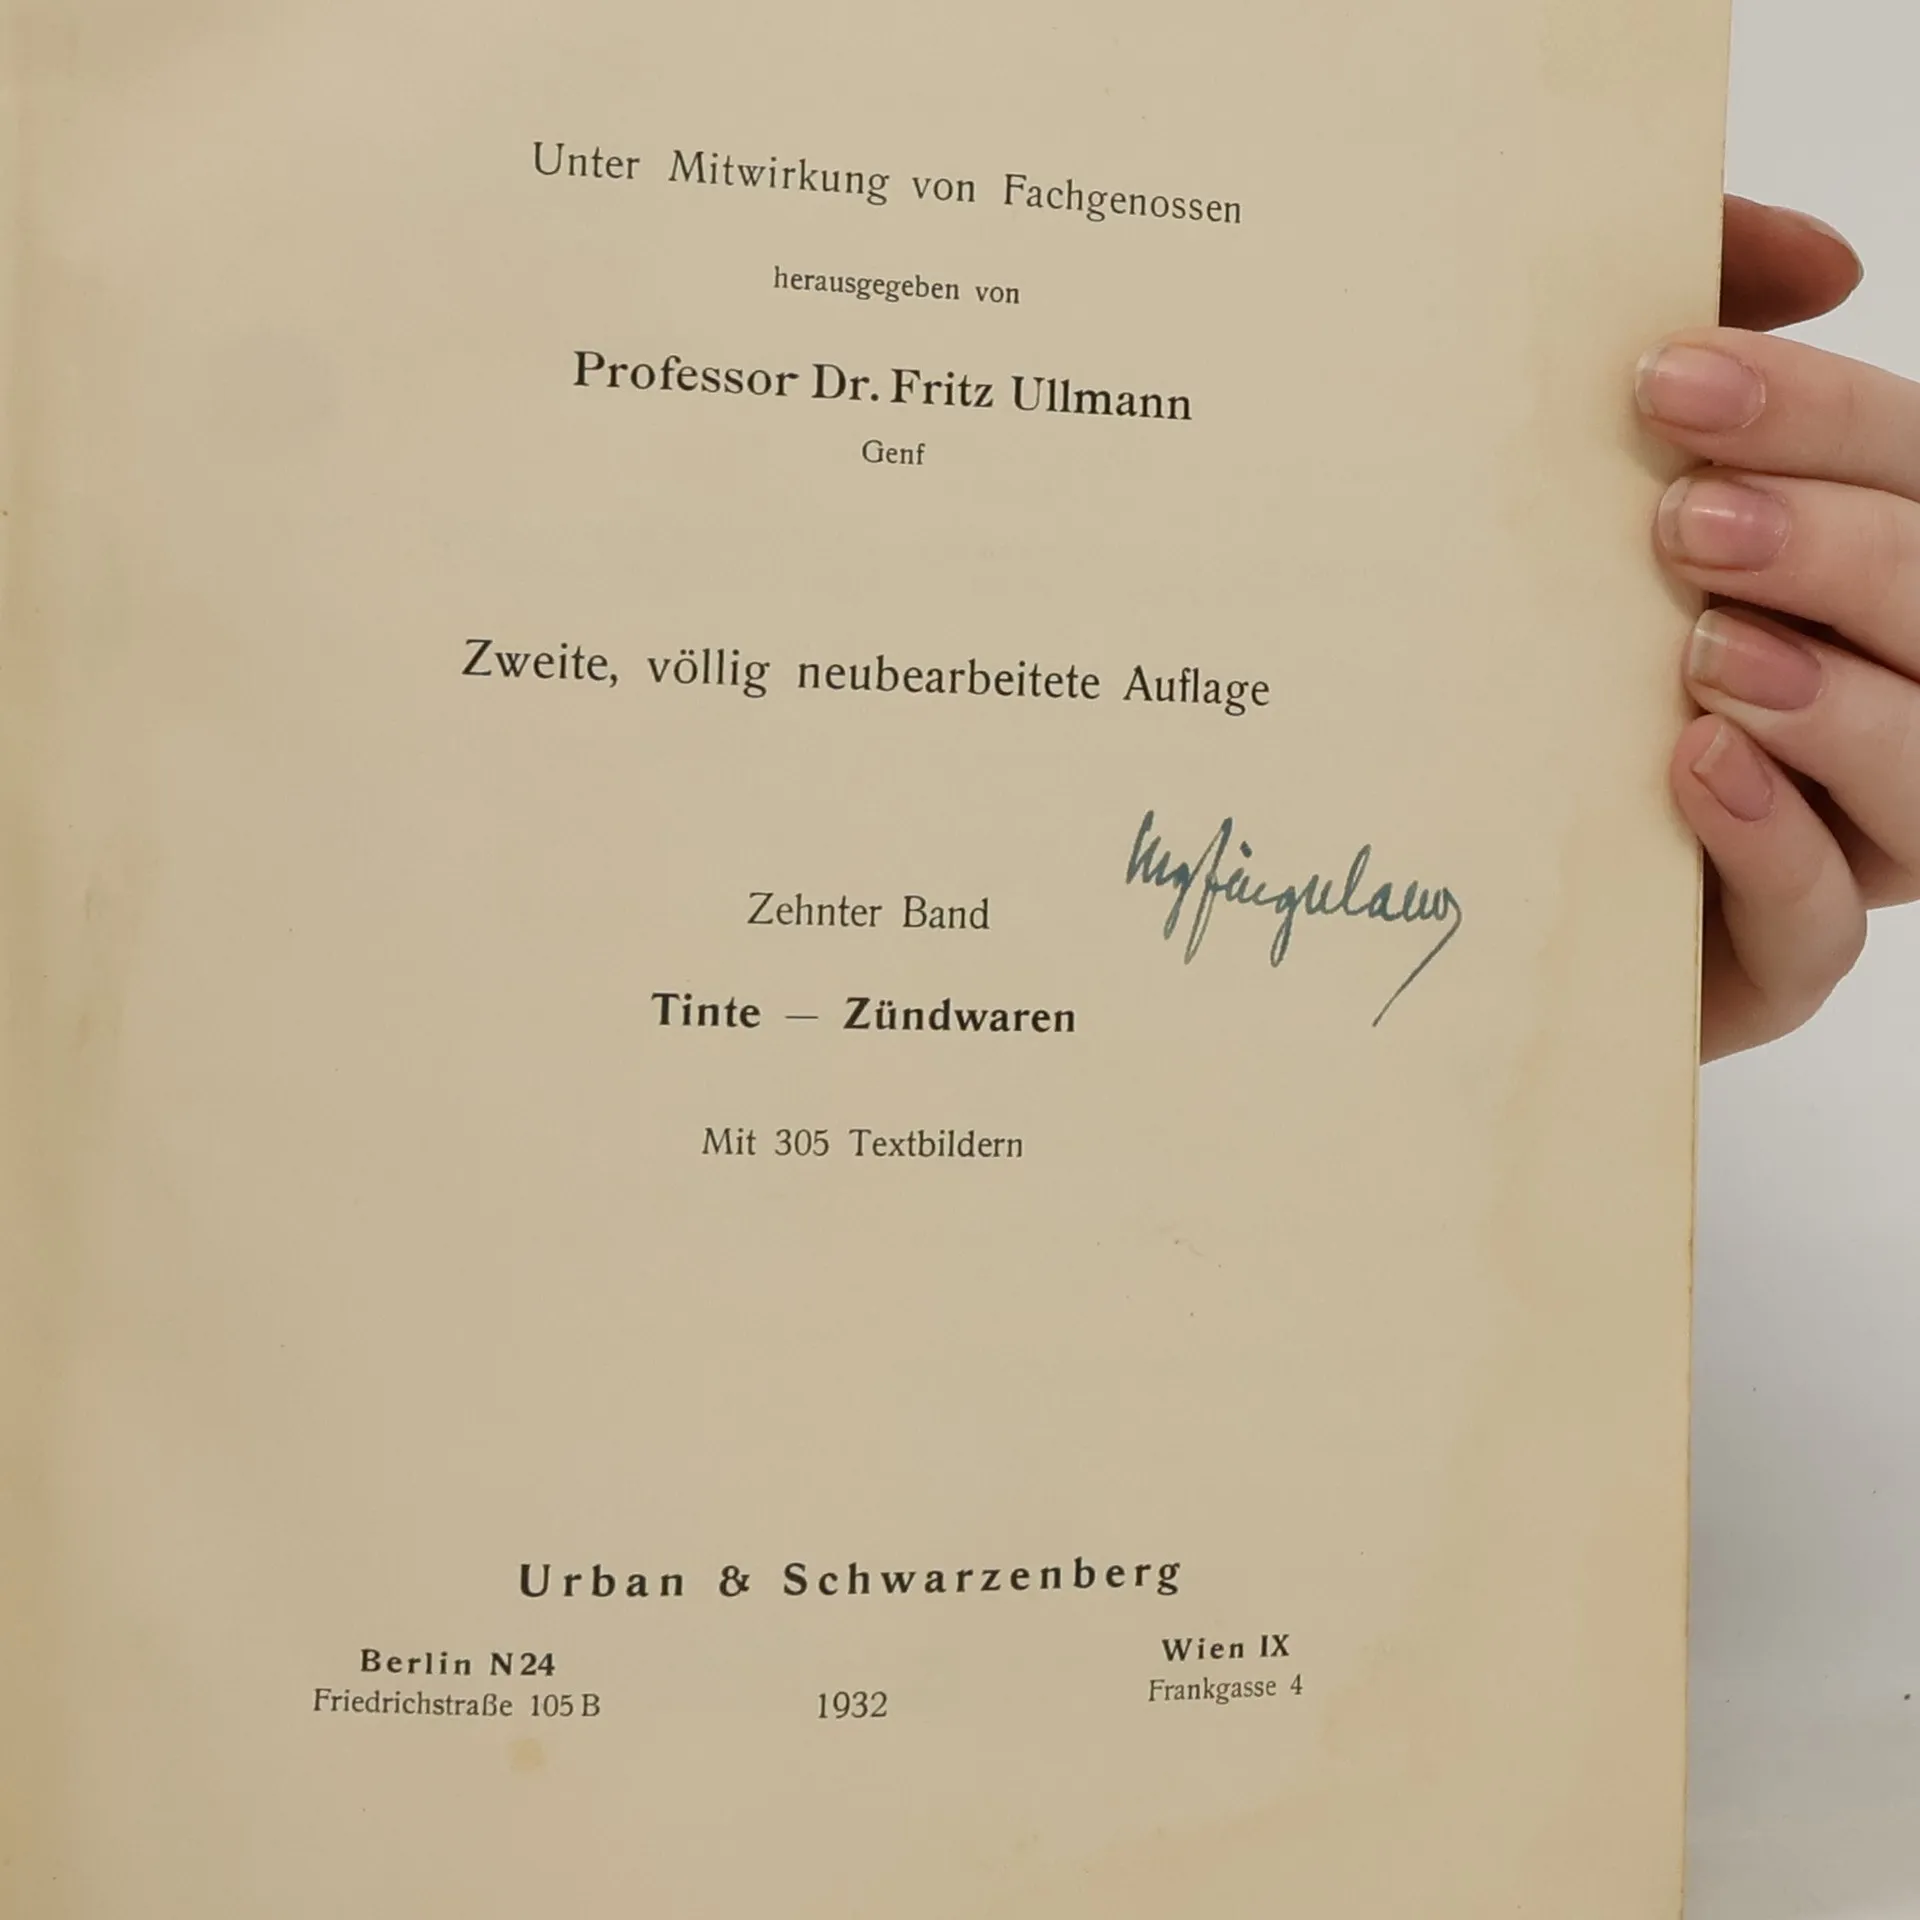 Unter Mitwirkung von Fachgenossen
herausgegeben von
Professor Dr. Fritz Ullmann
Genf
Zweite, völlig neubearbeitete Auflage
Zehnter Band
Tinte — Zündwaren
Mit 305 Textbildern
Urban & Schwarzenberg
Berlin N 24
Friedrichstraße 105 B
1932
Wien IX
Frankgasse 4